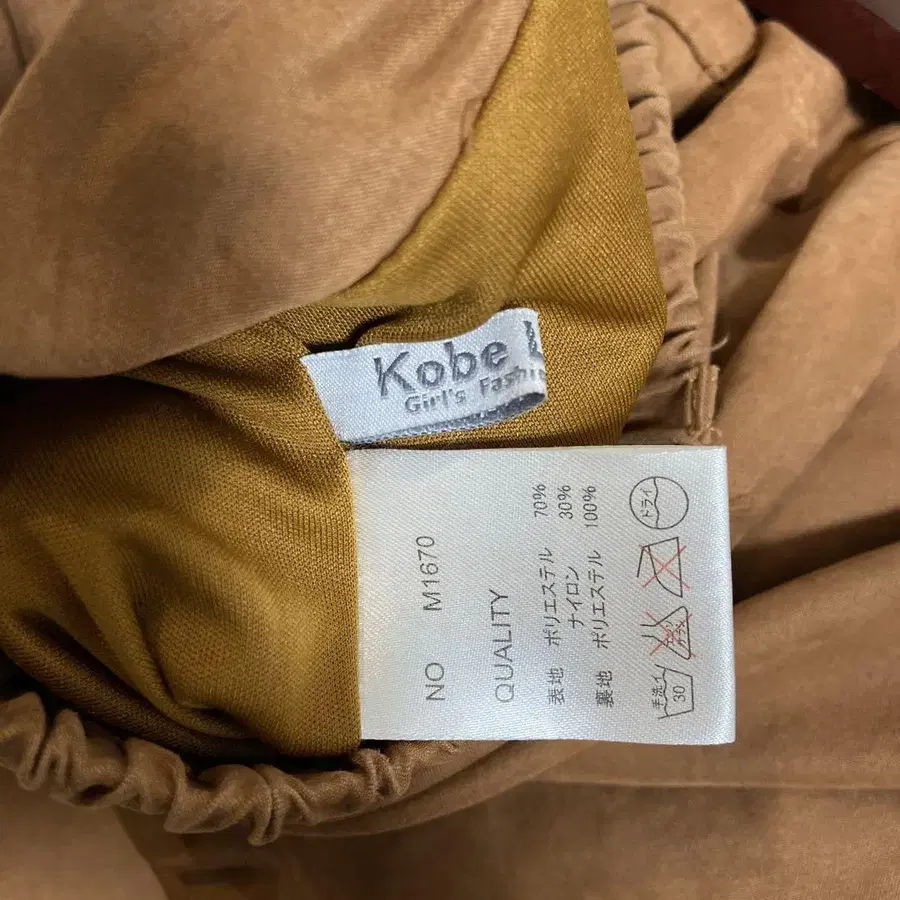 Kobe
Girl's Fashi
NO M1670
QUALITY
表地 ポリエステル 70%
ナイロン 30%
裏地 ポリエステル 100%
手洗イ
30
ドライ